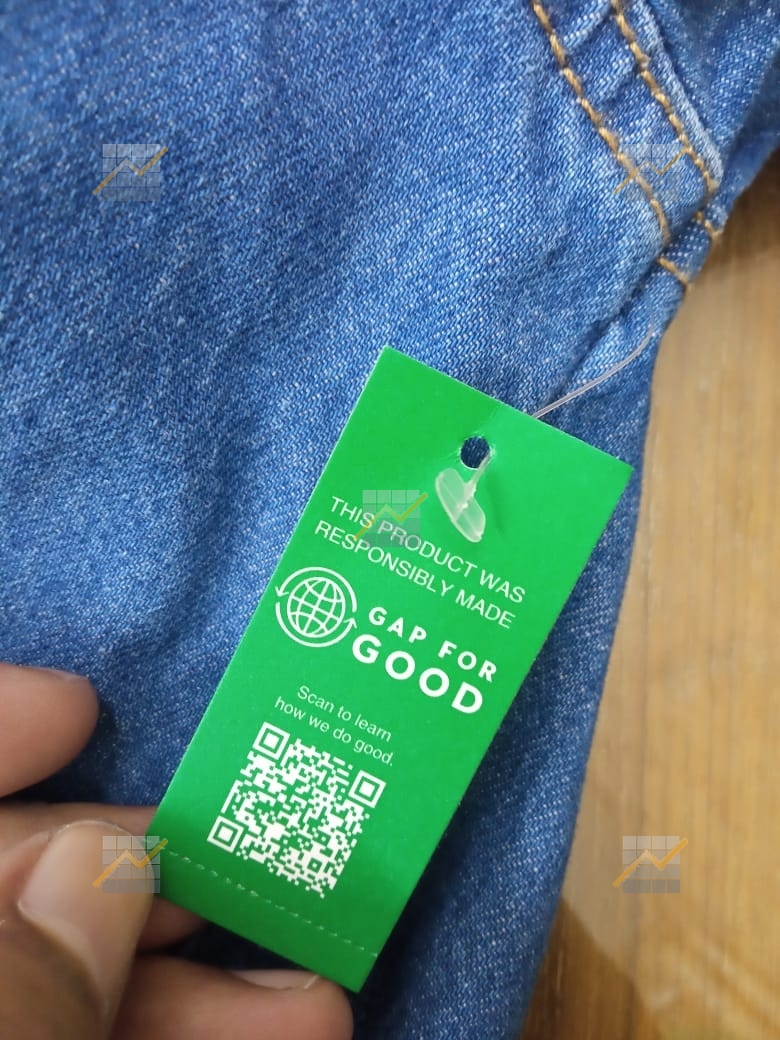 THIS PRODUCT WAS
RESPONSIBLY MADE
GAP FOR
GOOD
Scan to learn
how we do good.